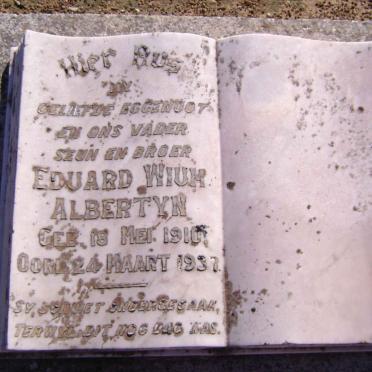 Hier Rus
MY
GELIEFDE EGGENOOT
EN ONS VADER
SEUN EN BROER
EDUARD WIUM
ALBERTYN
GEB. 18 MEI 1910
OORL. 24 MAART 1937.
SY SON HET ONDERGEGAAN,
TERWYL DIT NOG DAG WAS.